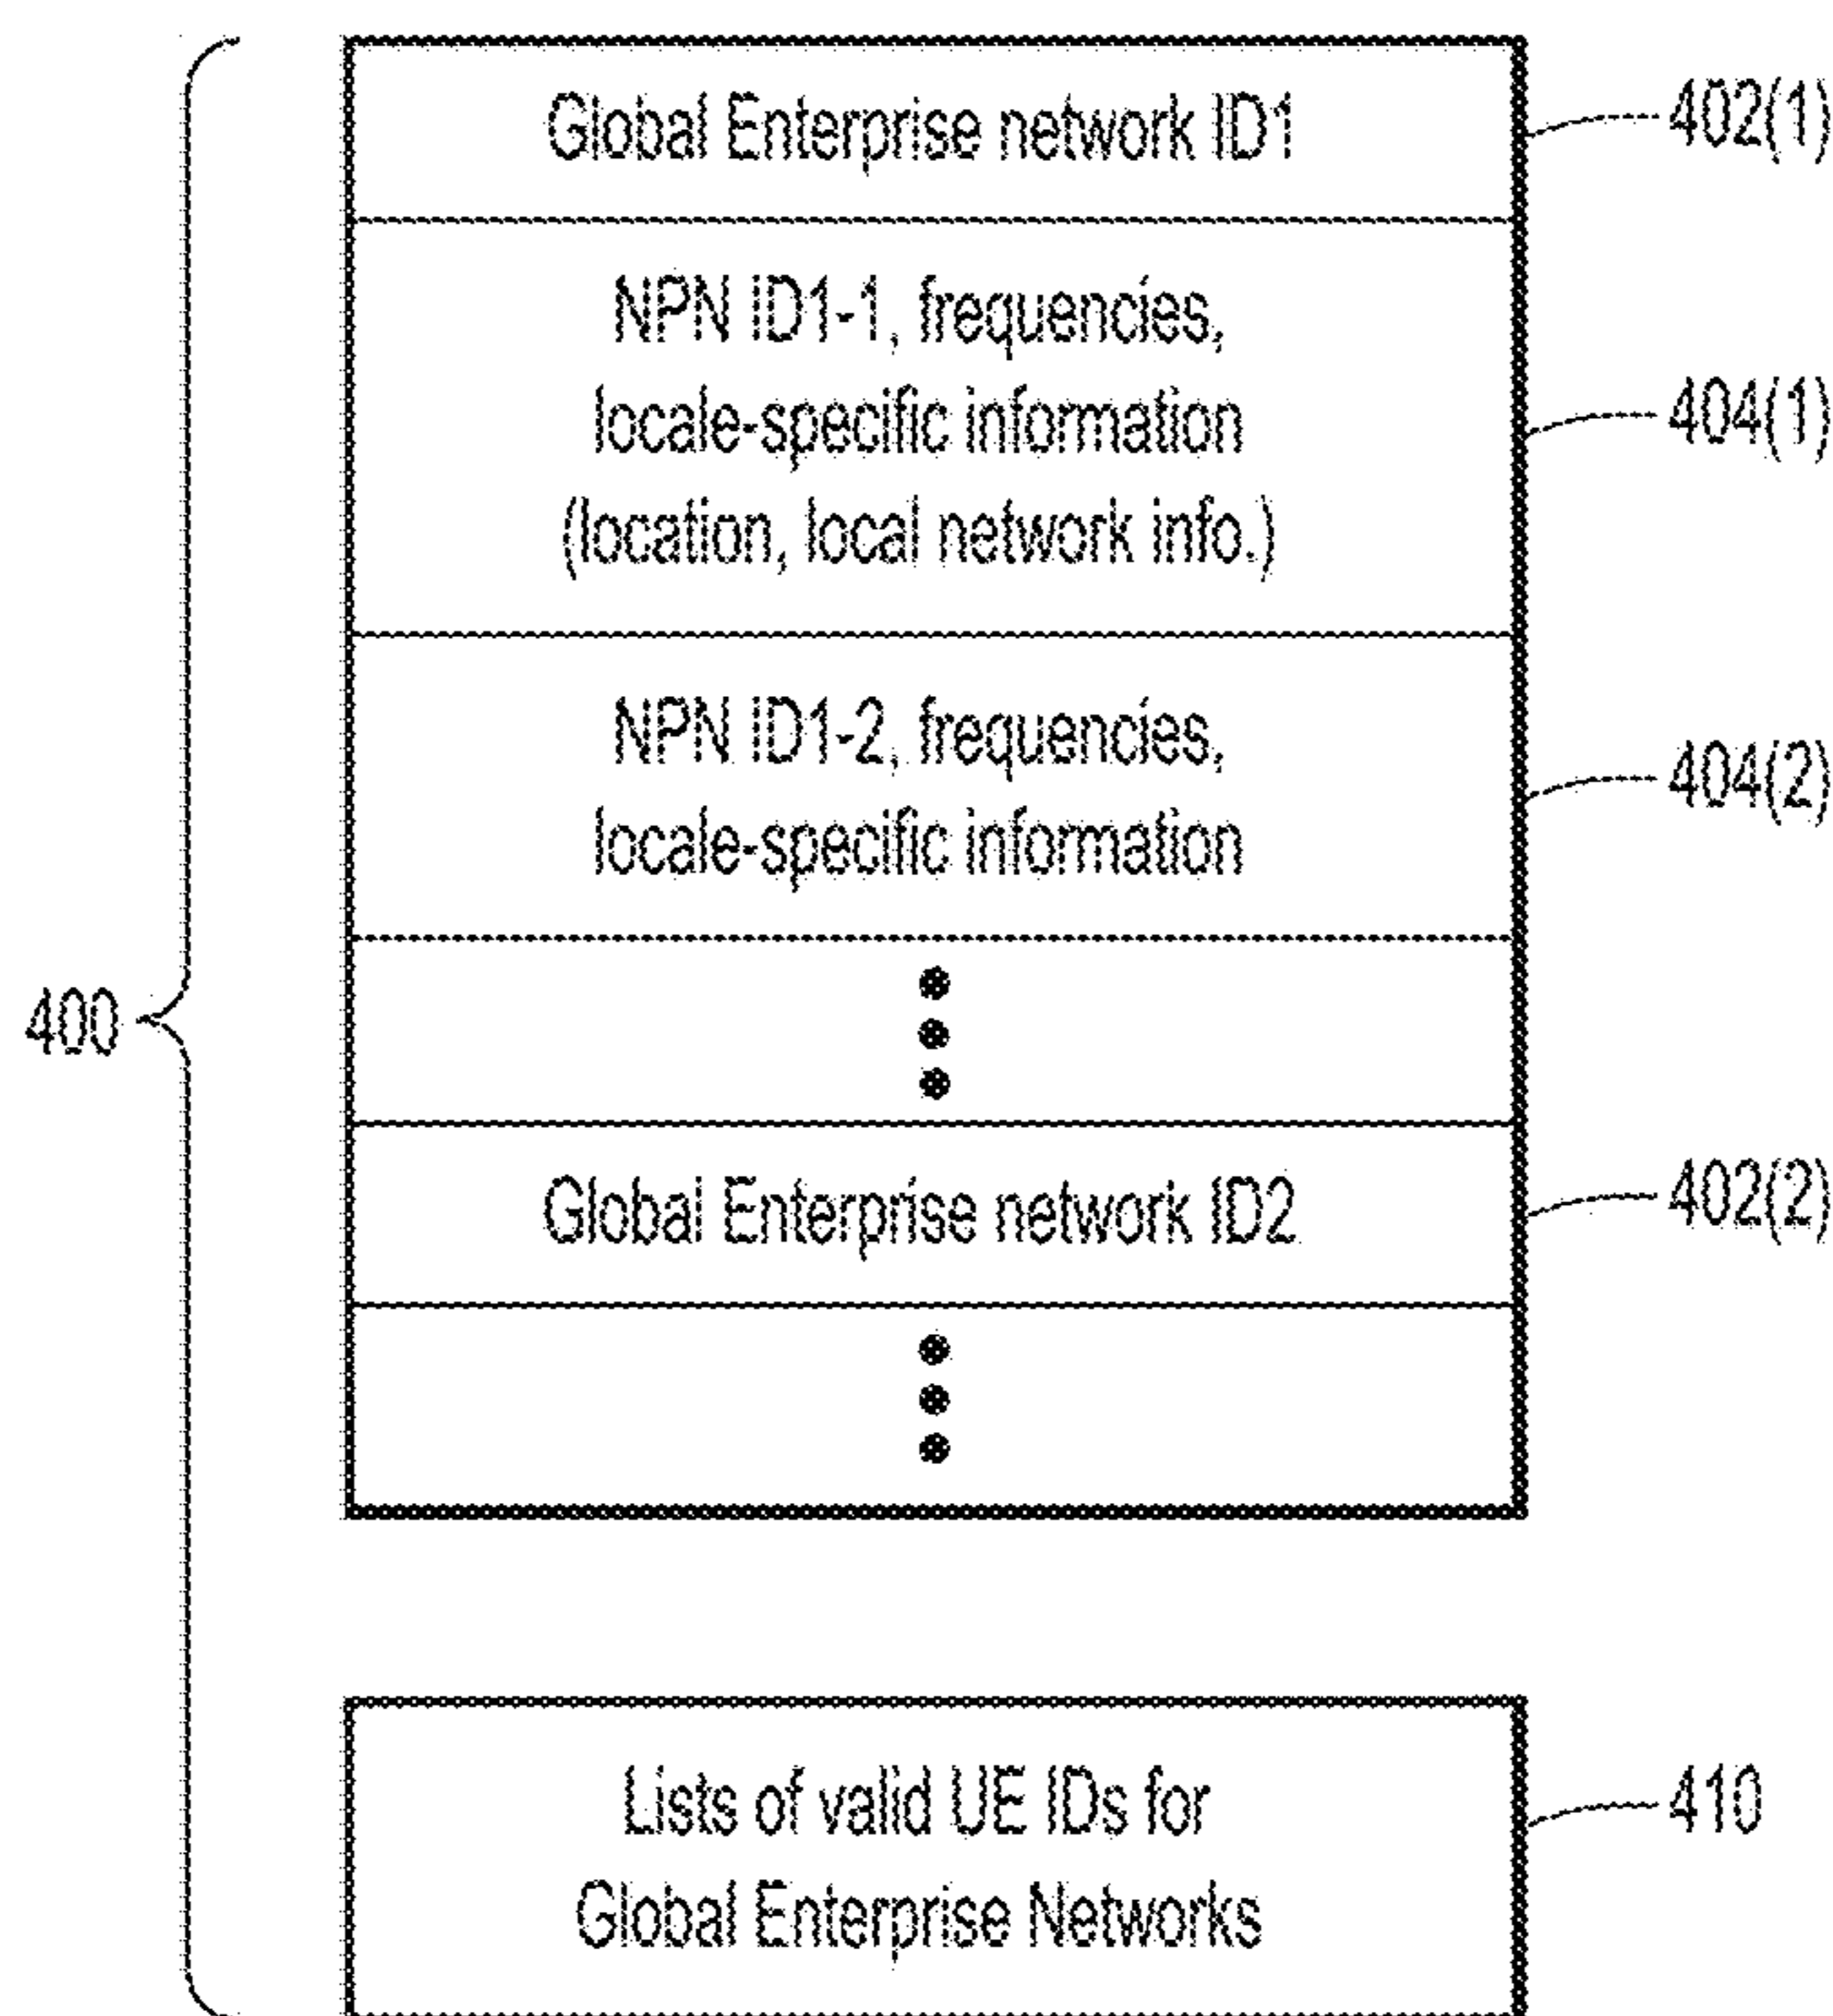 Global Enterprise network ID1
402(1)
NPN ID1-1, frequencies,
locale-specific information
(location, local network info.)
404(1)
NPN ID1-2, frequencies,
locale-specific information
404(2)
400
Global Enterprise network ID2
402(2)
Lists of valid UE IDs for
Global Enterprise Networks
410